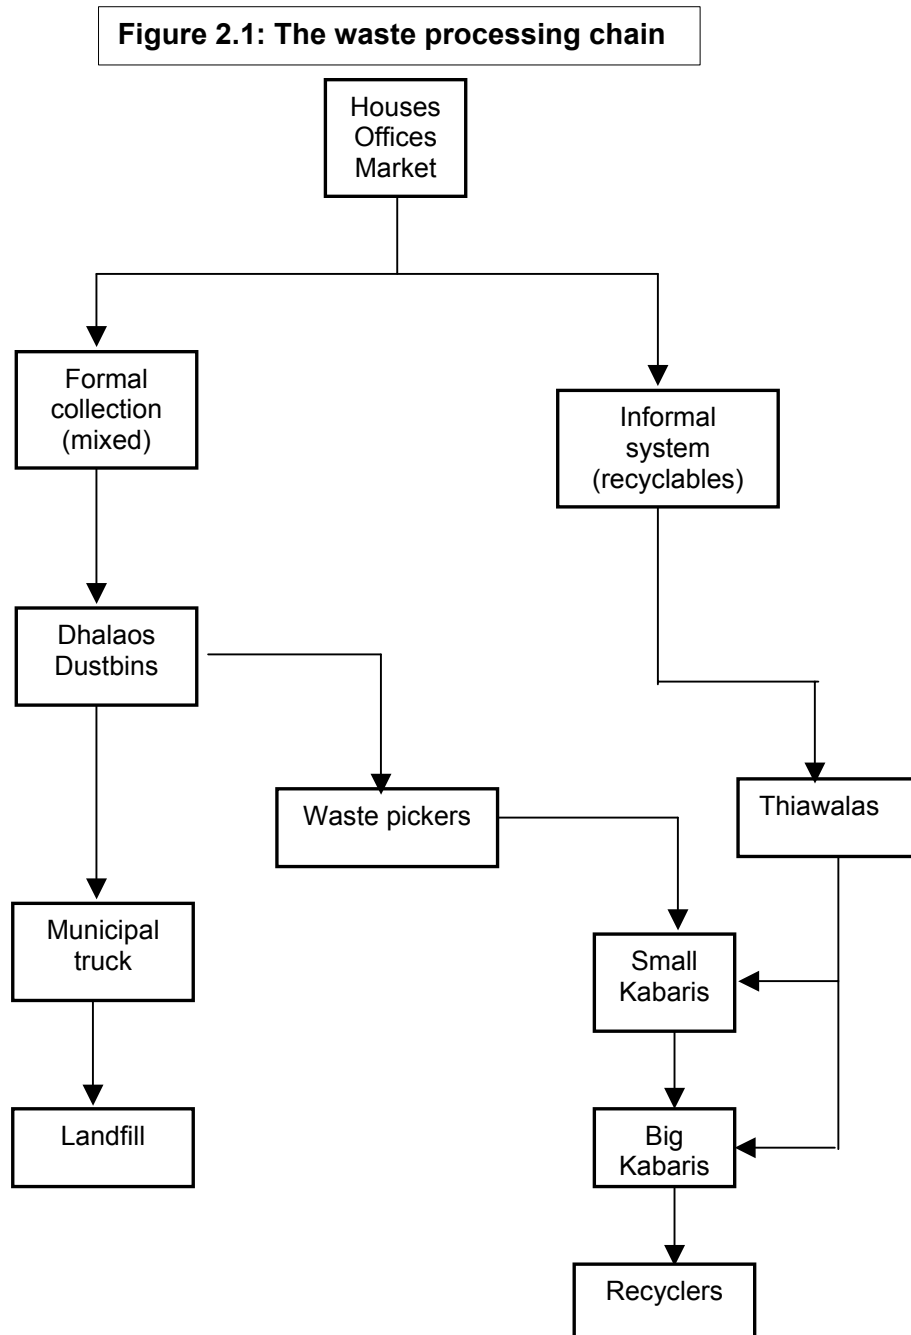 Figure 2.1: The waste processing chain
Houses
Offices
Market
Formal
collection
(mixed)
Informal
system
(recyclables)
Dhalaos
Dustbins
Waste pickers
Thiawalas
Municipal
truck
Small
Kabaris
Landfill
Big
Kabaris
Recyclers